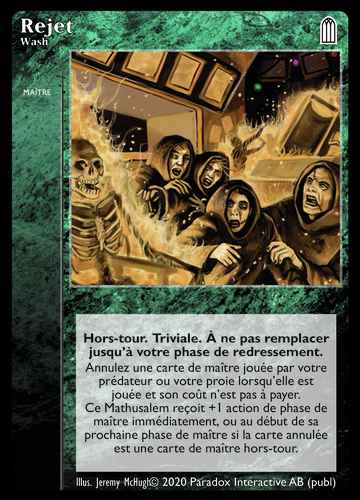 Rejet
Wash
MAÎTRE
Hors-tour. Triviale. À ne pas remplacer
jusqu'à votre phase de redressement.
Annulez une carte de maître jouée par votre
prédateur ou votre proie lorsqu'elle est
jouée et son coût n'est pas à payer.
Ce Mathusalem reçoit +1 action de phase de
maître immédiatement, ou au début de sa
prochaine phase de maître si la carte annulée
est une carte de maître hors-tour.
Illus. Jeremy McHugh© 2020 Paradox Interactive AB (publ)